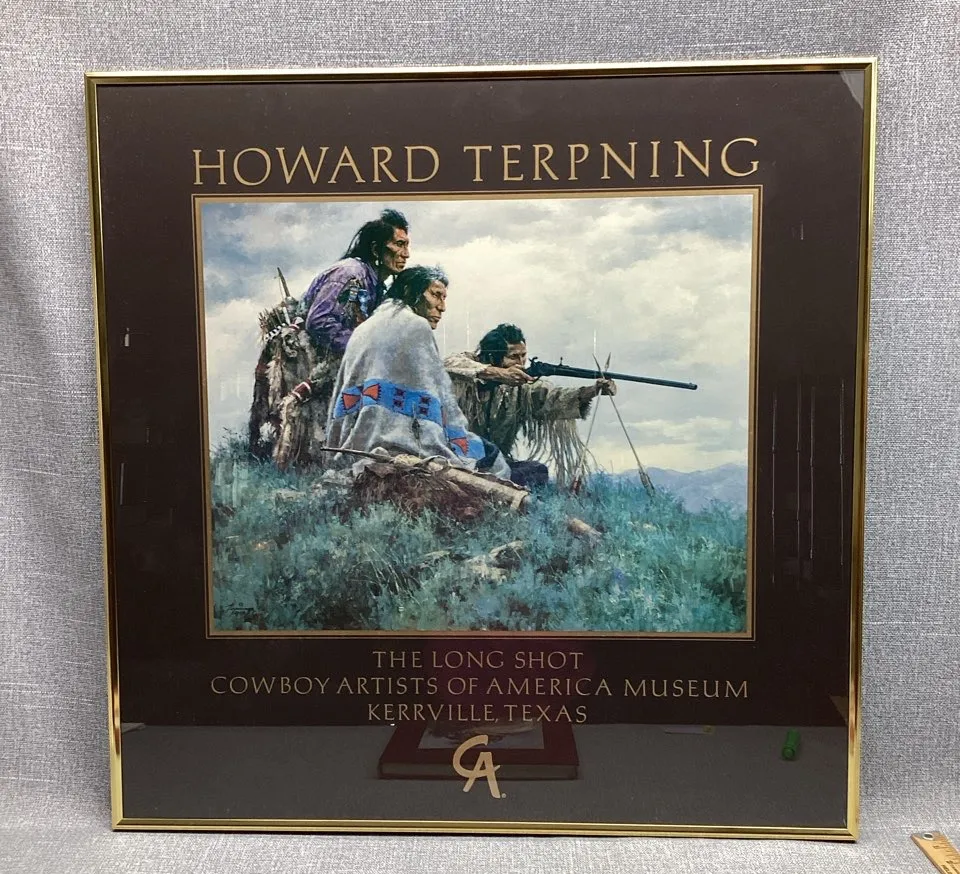 HOWARD TERPNING
THE LONG SHOT
COWBOY ARTISTS OF AMERICA MUSEUM
KERRVILLE, TEXAS
CA